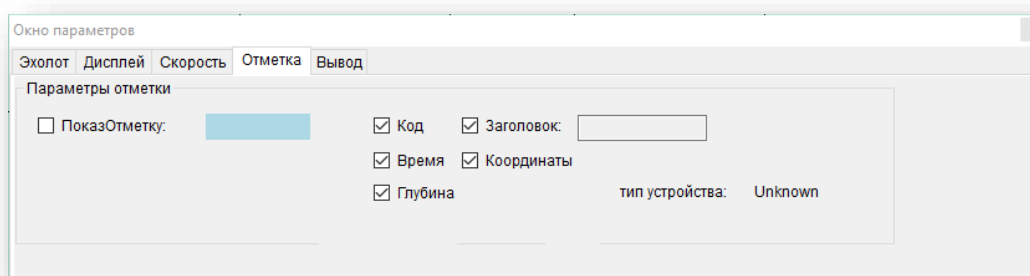 Окно параметров
Эхолот Дисплей Скорость Отметка Вывод
Параметры отметки
ПоказОтметку: Код Заголовок:
Время Координаты
Глубина тип устройства: Unknown